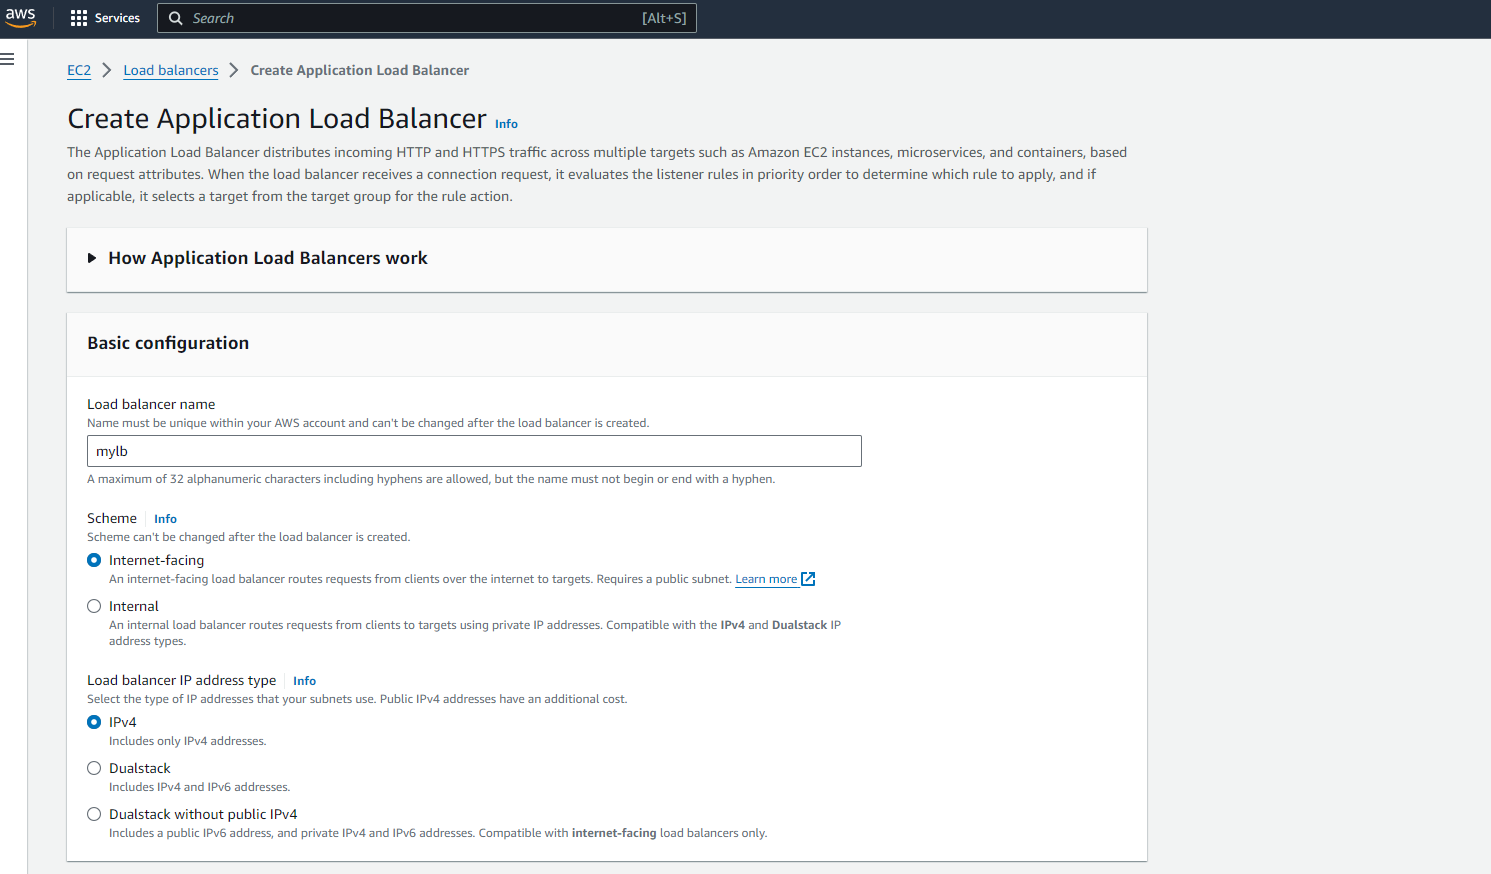 aws Services Search [Alt+S]
EC2 Load balancers Create Application Load Balancer
Create Application Load Balancer Info
The Application Load Balancer distributes incoming HTTP and HTTPS traffic across multiple targets such as Amazon EC2 instances, microservices, and containers, based
on request attributes. When the load balancer receives a connection request, it evaluates the listener rules in priority order to determine which rule to apply, and if
applicable, it selects a target from the target group for the rule action.
How Application Load Balancers work
Basic configuration
Load balancer name
Name must be unique within your AWS account and can't be changed after the load balancer is created.
mylb
A maximum of 32 alphanumeric characters including hyphens are allowed, but the name must not begin or end with a hyphen.
Scheme Info
Scheme can't be changed after the load balancer is created.
Internet-facing
An internet-facing load balancer routes requests from clients over the internet to targets. Requires a public subnet. Learn more
Internal
An internal load balancer routes requests from clients to targets using private IP addresses. Compatible with the IPv4 and Dualstack IP
address types.
Load balancer IP address type Info
Select the type of IP addresses that your subnets use. Public IPv4 addresses have an additional cost.
IPv4
Includes only IPv4 addresses.
Dualstack
Includes IPv4 and IPv6 addresses.
Dualstack without public IPv4
Includes a public IPv6 address, and private IPv4 and IPv6 addresses. Compatible with internet-facing load balancers only.